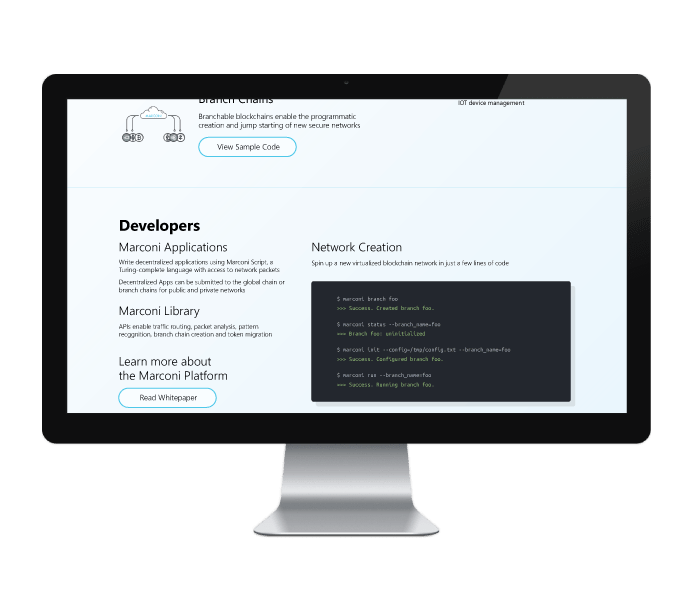 Branch Chains
IOT device management
MARCONI
Branchable blockchains enable the programmatic
creation and jump starting of new secure networks
View Sample Code
Developers
Marconi Applications
Write decentralized applications using Marconi Script, a
Turing-complete language with access to network packets
Decentralized Apps can be submitted to the global chain or
branch chains for public and private networks
Marconi Library
APIs enable traffic routing, packet analysis, pattern
recggnition, branch chain creation and token migration
Learn more about
the Marconi Platform
Read Whitepaper
Network Creation
Spin up a new virtualized blockchain network in just a few lines of code
$ marconi branch foo
>>> Success. Created branch foo.
$ marconi status --branch_name=foo
>>> Branch foo: uninitialized
$ marconi init --config=/tmp/config.txt --branch_name=foo
>>> Success. Configured branch foo.
$ marconi run --branch_name=foo
>>> Success. Running branch foo.